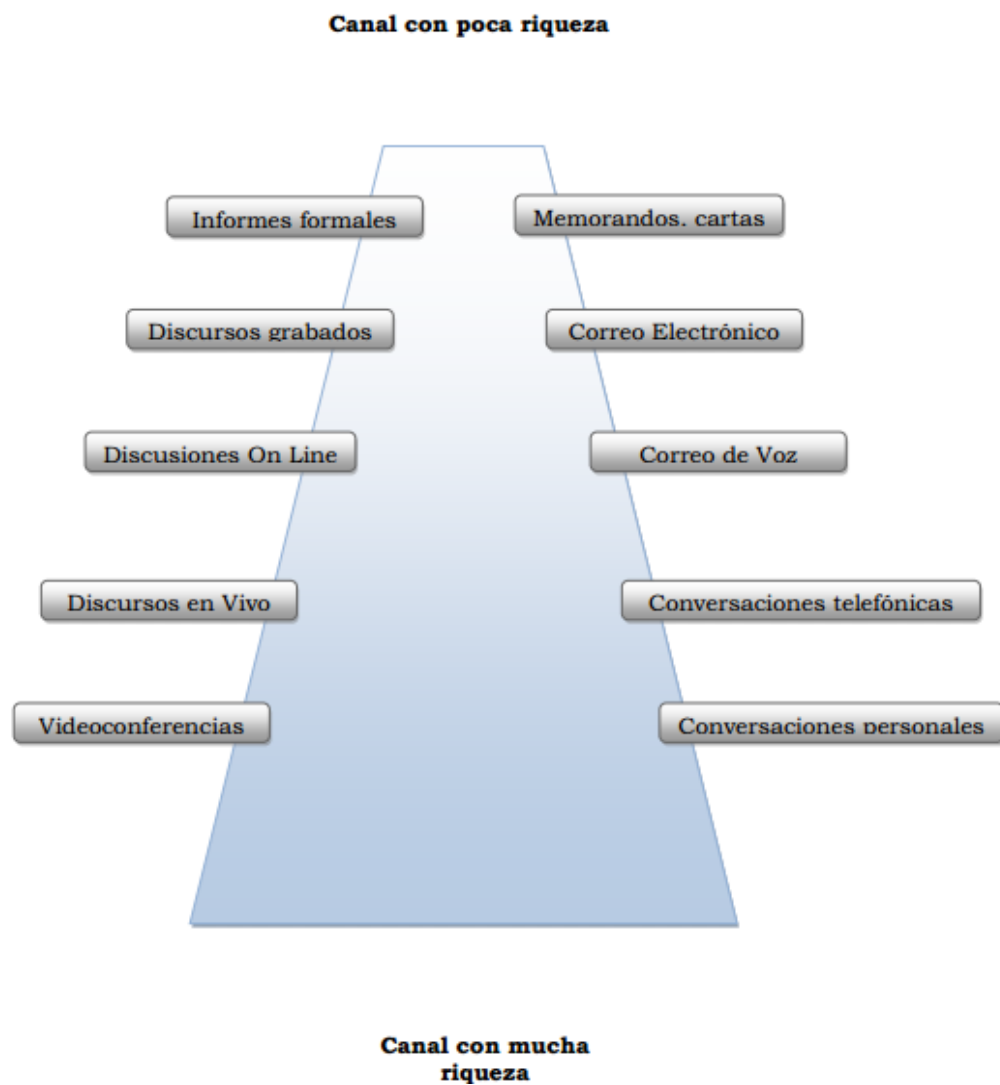 Canal con poca riqueza
Informes formales
Memorandos. cartas
Discursos grabados
Correo Electrónico
Discusiones On Line
Correo de Voz
Discursos en Vivo
Conversaciones telefónicas
Videoconferencias
Conversaciones personales
Canal con mucha
riqueza